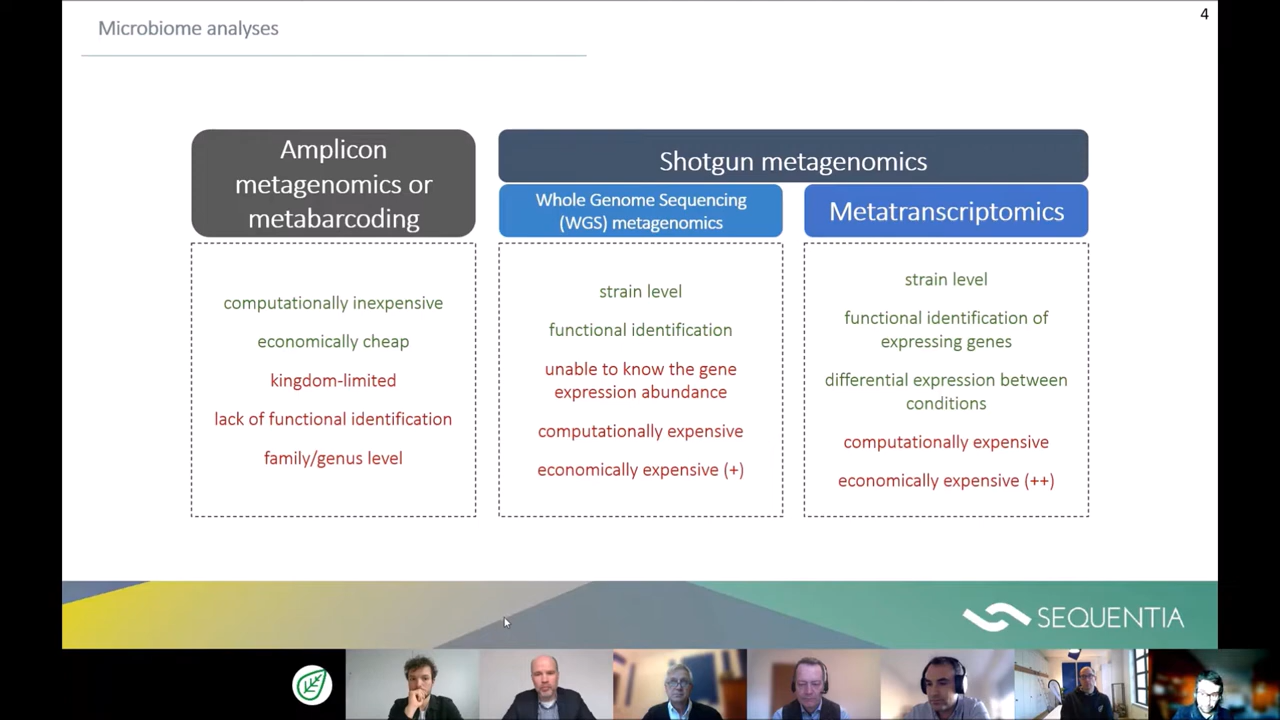 4
Microbiome analyses
Amplicon
metagenomics or
metabarcoding
computationally inexpensive
economically cheap
kingdom-limited
lack of functional identification
family/genus level
Shotgun metagenomics
Whole Genome Sequencing
(WGS) metagenomics
strain level
functional identification
unable to know the gene
expression abundance
computationally expensive
economically expensive (+)
Metatranscriptomics
strain level
functional identification of
expressing genes
differential expression between
conditions
computationally expensive
economically expensive (++)
SEQUENTIA